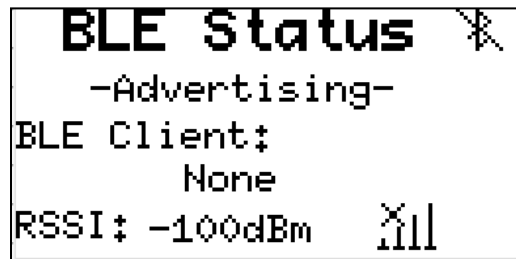 BLE Status
-Advertising-
BLE Client:
None
RSSI: -100dBm